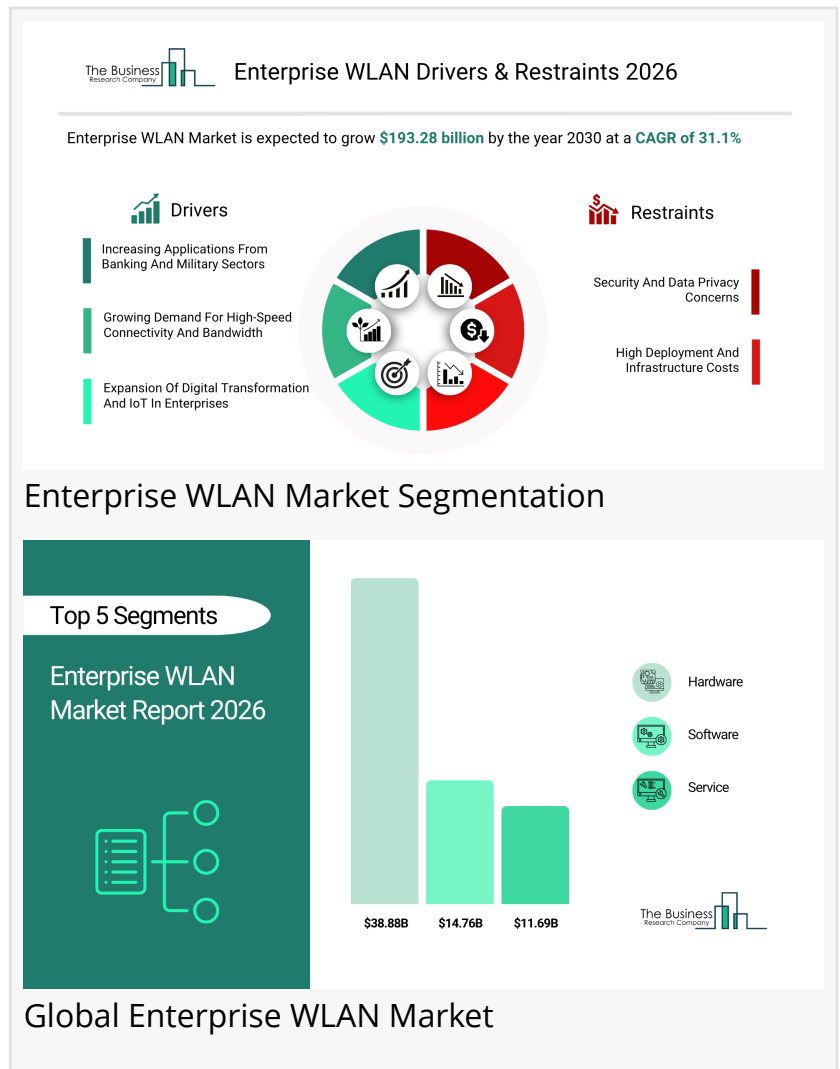 The Business
Research Company
Enterprise WLAN Drivers & Restraints 2026
Enterprise WLAN Market is expected to grow $193.28 billion by the year 2030 at a CAGR of 31.1%
Drivers
Increasing Applications From
Banking And Military Sectors
Growing Demand For High-Speed
Connectivity And Bandwidth
Expansion Of Digital Transformation
And IoT In Enterprises
Restraints
Security And Data Privacy
Concerns
High Deployment And
Infrastructure Costs
Enterprise WLAN Market Segmentation
Top 5 Segments
Enterprise WLAN
Market Report 2026
$38.88B
$14.76B
$11.69B
Hardware
Software
Service
The Business
Research Company
Global Enterprise WLAN Market